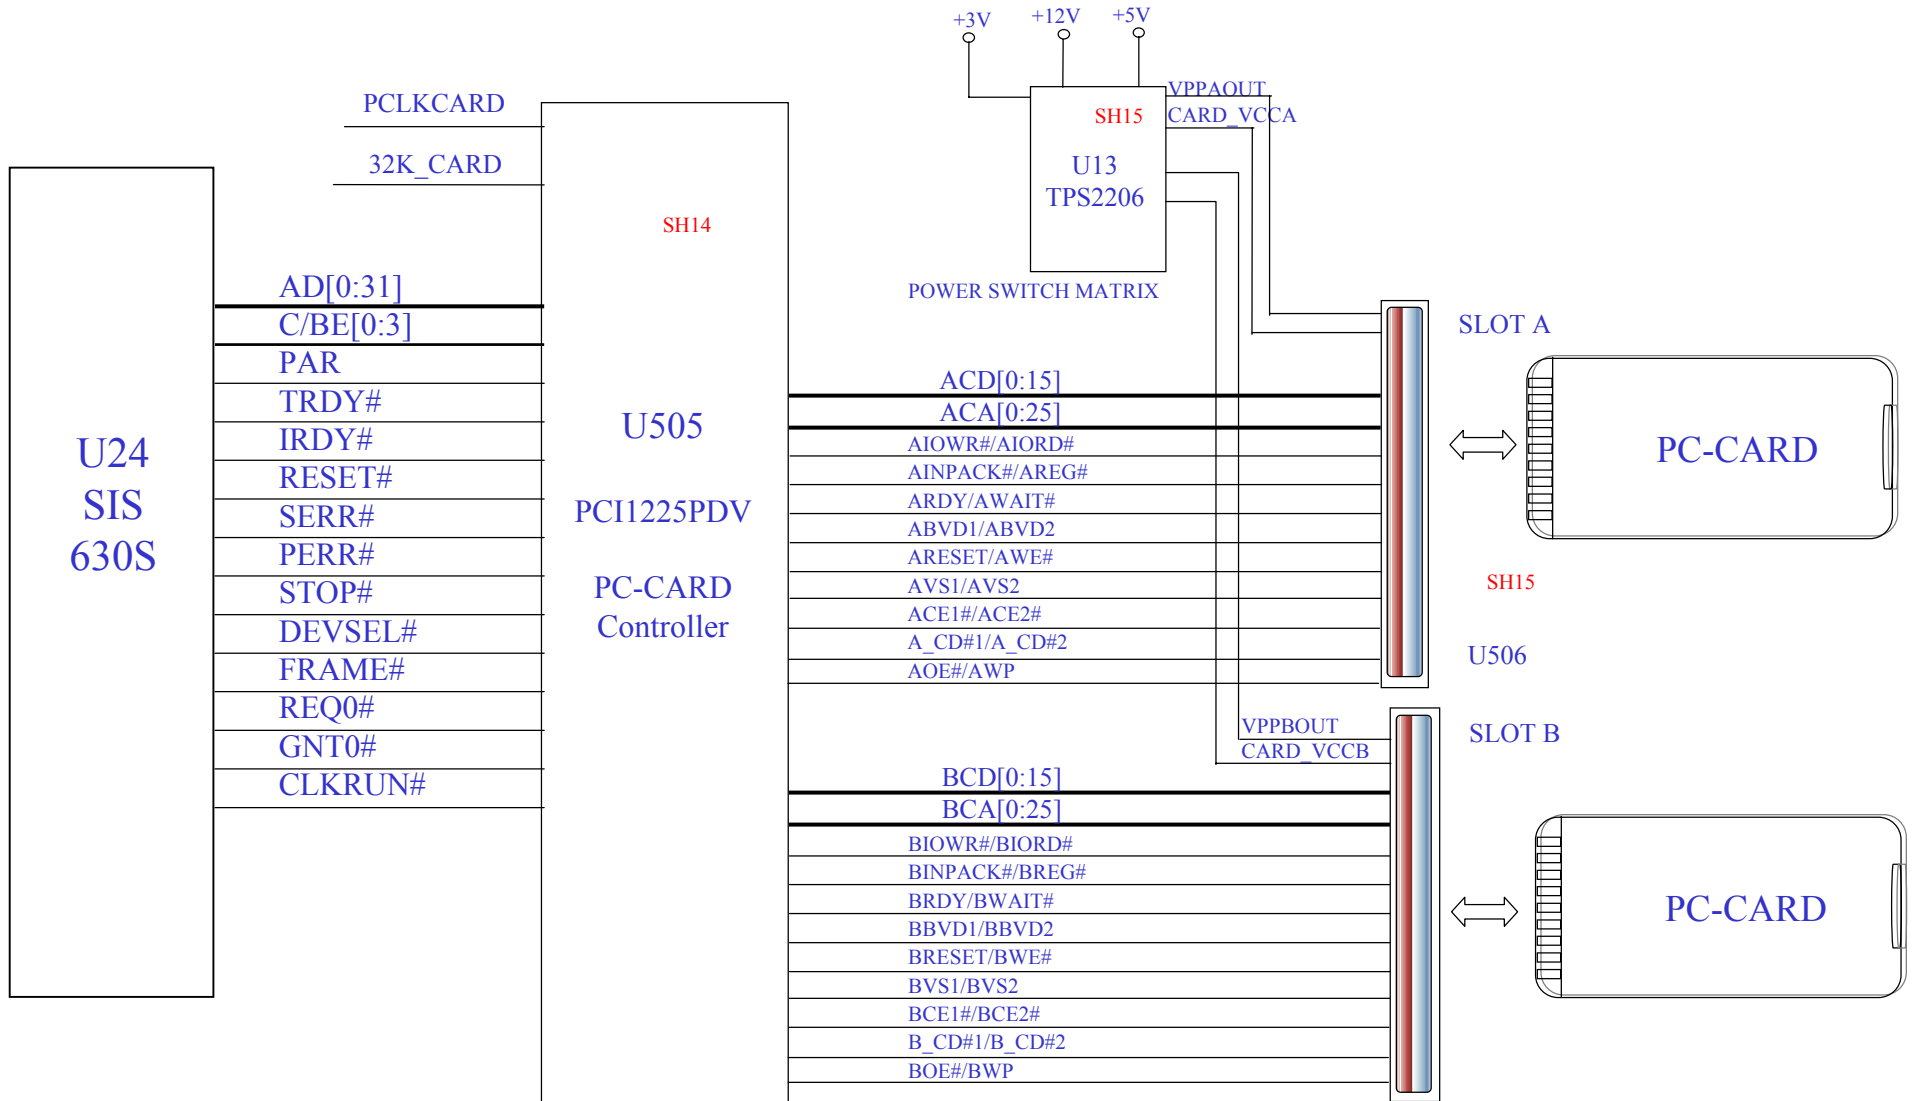 +3V
+12V
+5V
PCLKCARD
32K_CARD
VPPAOUT
SH15
CARD_VCCA
U13
TPS2206
SH14
POWER SWITCH MATRIX
AD[0:31]
C/BE[0:3]
PAR
TRDY#
IRDY#
RESET#
SERR#
PERR#
STOP#
DEVSEL#
FRAME#
REQ0#
GNT0#
CLKRUN#
U24
SIS
630S
U505
PCI1225PDV
PC-CARD
Controller
SLOT A
ACD[0:15]
ACA[0:25]
AIOWR#/AIORD#
AINPACK#/AREG#
ARDY/AWAIT#
ABVD1/ABVD2
ARESET/AWE#
AVS1/AVS2
ACE1#/ACE2#
A_CD#1/A_CD#2
AOE#/AWP
PC-CARD
SH15
U506
VPPBOUT
CARD_VCCB
SLOT B
BCD[0:15]
BCA[0:25]
BIOWR#/BIORD#
BINPACK#/BREG#
BRDY/BWAIT#
BBVD1/BBVD2
BRESET/BWE#
BVS1/BVS2
BCE1#/BCE2#
B_CD#1/B_CD#2
BOE#/BWP
PC-CARD